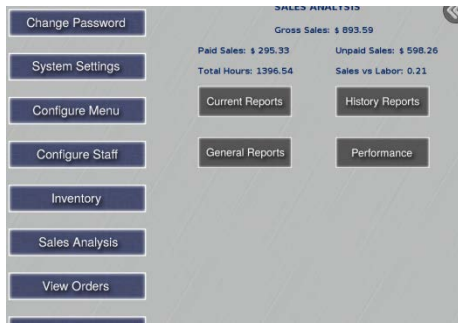 SALES ANALYSIS
Gross Sales: $ 893.59
Paid Sales: $ 295.33
Unpaid Sales: $ 598.26
Total Hours: 1396.54
Sales vs Labor: 0.21
Current Reports
History Reports
General Reports
Performance
Change Password
System Settings
Configure Menu
Configure Staff
Inventory
Sales Analysis
View Orders